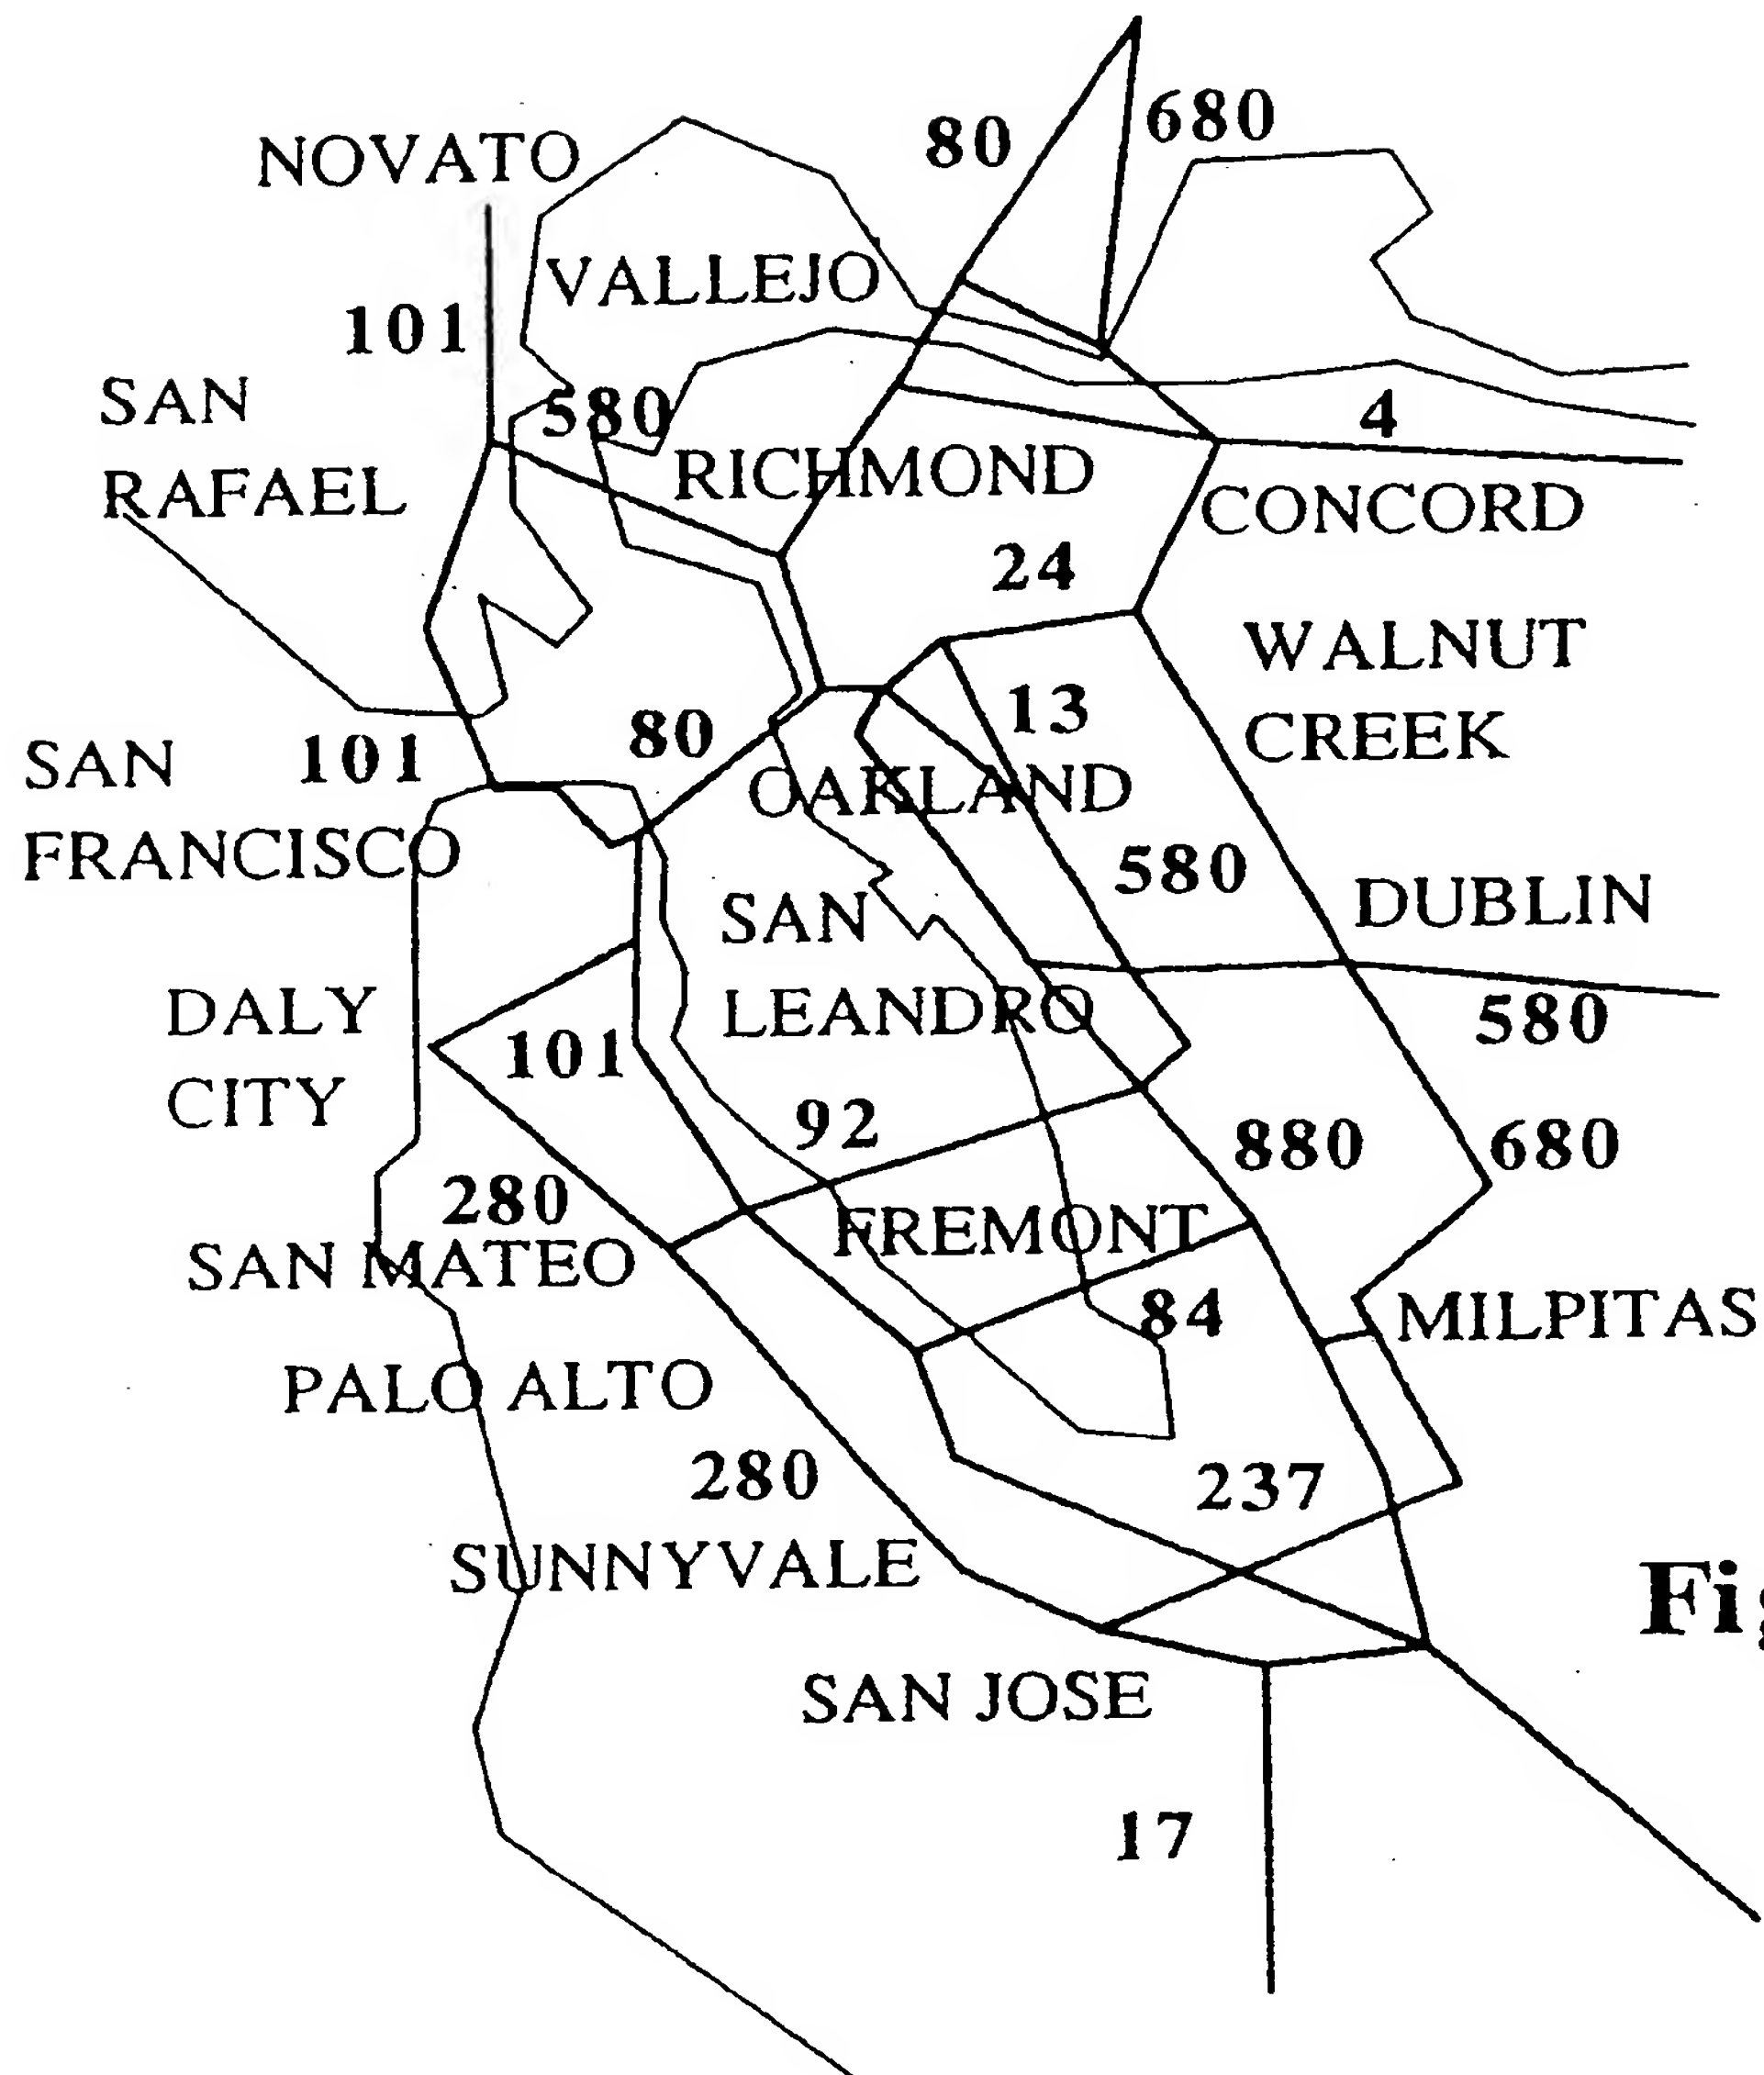 680
80
NOVATO
VALLEJO
101
SAN
RAFAEL
580
4
RICHMOND
CONCORD
24
WALNUT
CREEK
13
80
SAN
FRANCISCO
101
OAKLAND
580
DUBLIN
SAN
LEANDRO
DALY
CITY
101
580
92
880
680
280
FREMONT
SAN MATEO
84
MILPITAS
PALO ALTO
280
237
SUNNYVALE
SAN JOSE
17